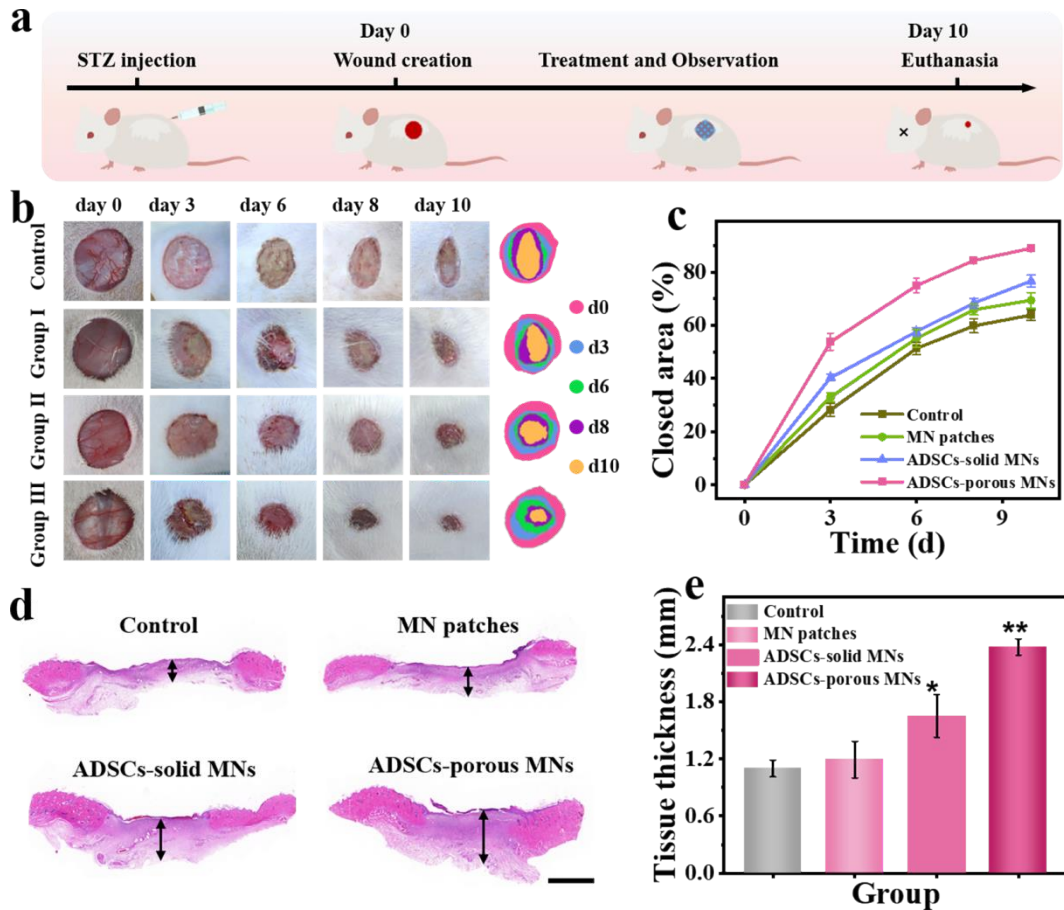 a
Day 0
Day 10
STZ injection
Wound creation
Treatment and Observation
Euthanasia
b
day 0
day 3
day 6
day 8
day 10
Control
Group I
Group II
Group III
d0
d3
d6
d8
d10
c
Closed area (%)
80
60
40
20
0
Control
MN patches
ADSCs-solid MNs
ADSCs-porous MNs
0
3
6
9
Time (d)
d
Control
MN patches
ADSCs-solid MNs
ADSCs-porous MNs
e
Tissue thickness (mm)
2.4
1.8
1.2
0.6
0.0
Control
MN patches
ADSCs-solid MNs
ADSCs-porous MNs
*
**
Group